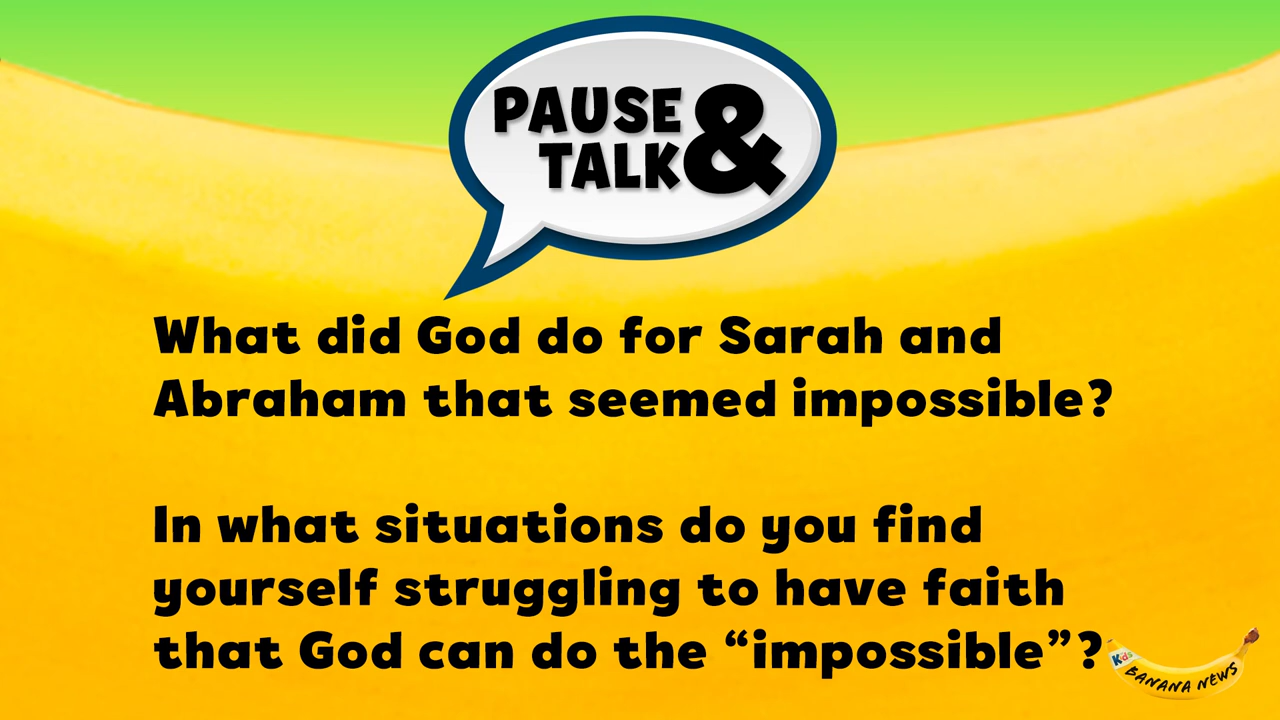 PAUSE &
TALK
What did God do for Sarah and
Abraham that seemed impossible?
In what situations do you find
yourself struggling to have faith
that God can do the “impossible”?
Kids
BANANA NEWS